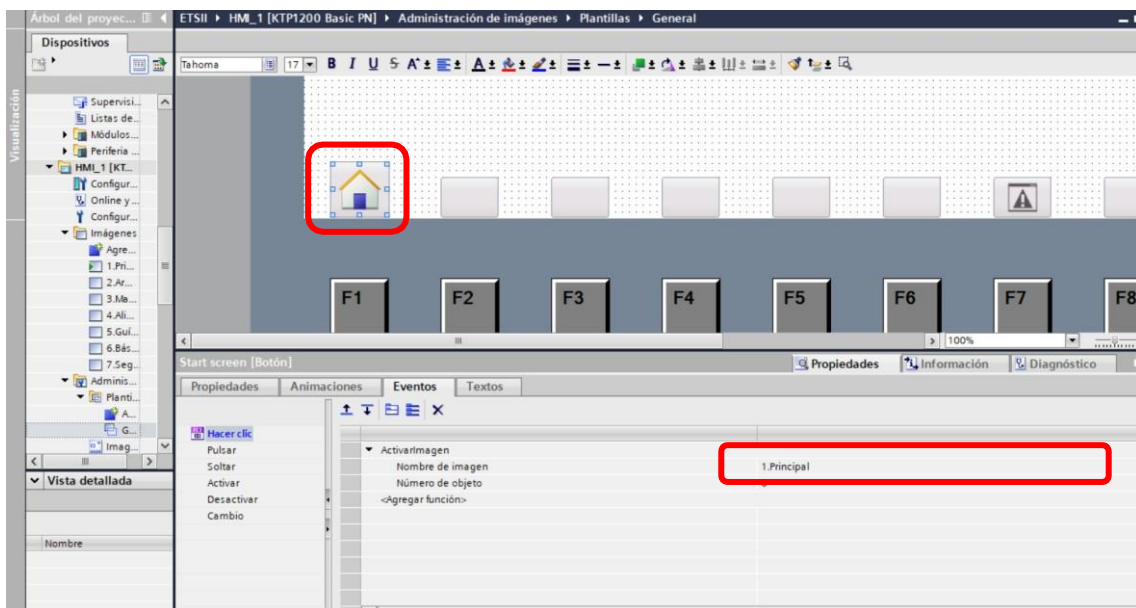 Árbol del proyec...
ETSII ▸ HMI_1 [KTP1200 Basic PN] ▸ Administración de imágenes ▸ Plantillas ▸ General
Dispositivos
Tahoma 17 B I U S A
Visualización
Supervisi...
Listas de...
Módulos...
Periferia ...
HMI_1 [KT...
Configur...
Online y ...
Configur...
Imágenes
Agre...
1.Pri...
2.Ar...
3.Ma...
4.Ali...
5.Guí...
6.Bás...
7.Seg...
Adminis...
Planti...
A...
G...
Imag...
F1 F2 F3 F4 F5 F6 F7 F8
100%
Start screen [Botón]
Propiedades Información Diagnóstico
Propiedades Animaciones Eventos Textos
Hacer clic
Pulsar
Soltar
Activar
Desactivar
Cambio
ActivarImagen
Nombre de imagen 1.Principal
Número de objeto
<Agregar función>
Vista detallada
Nombre